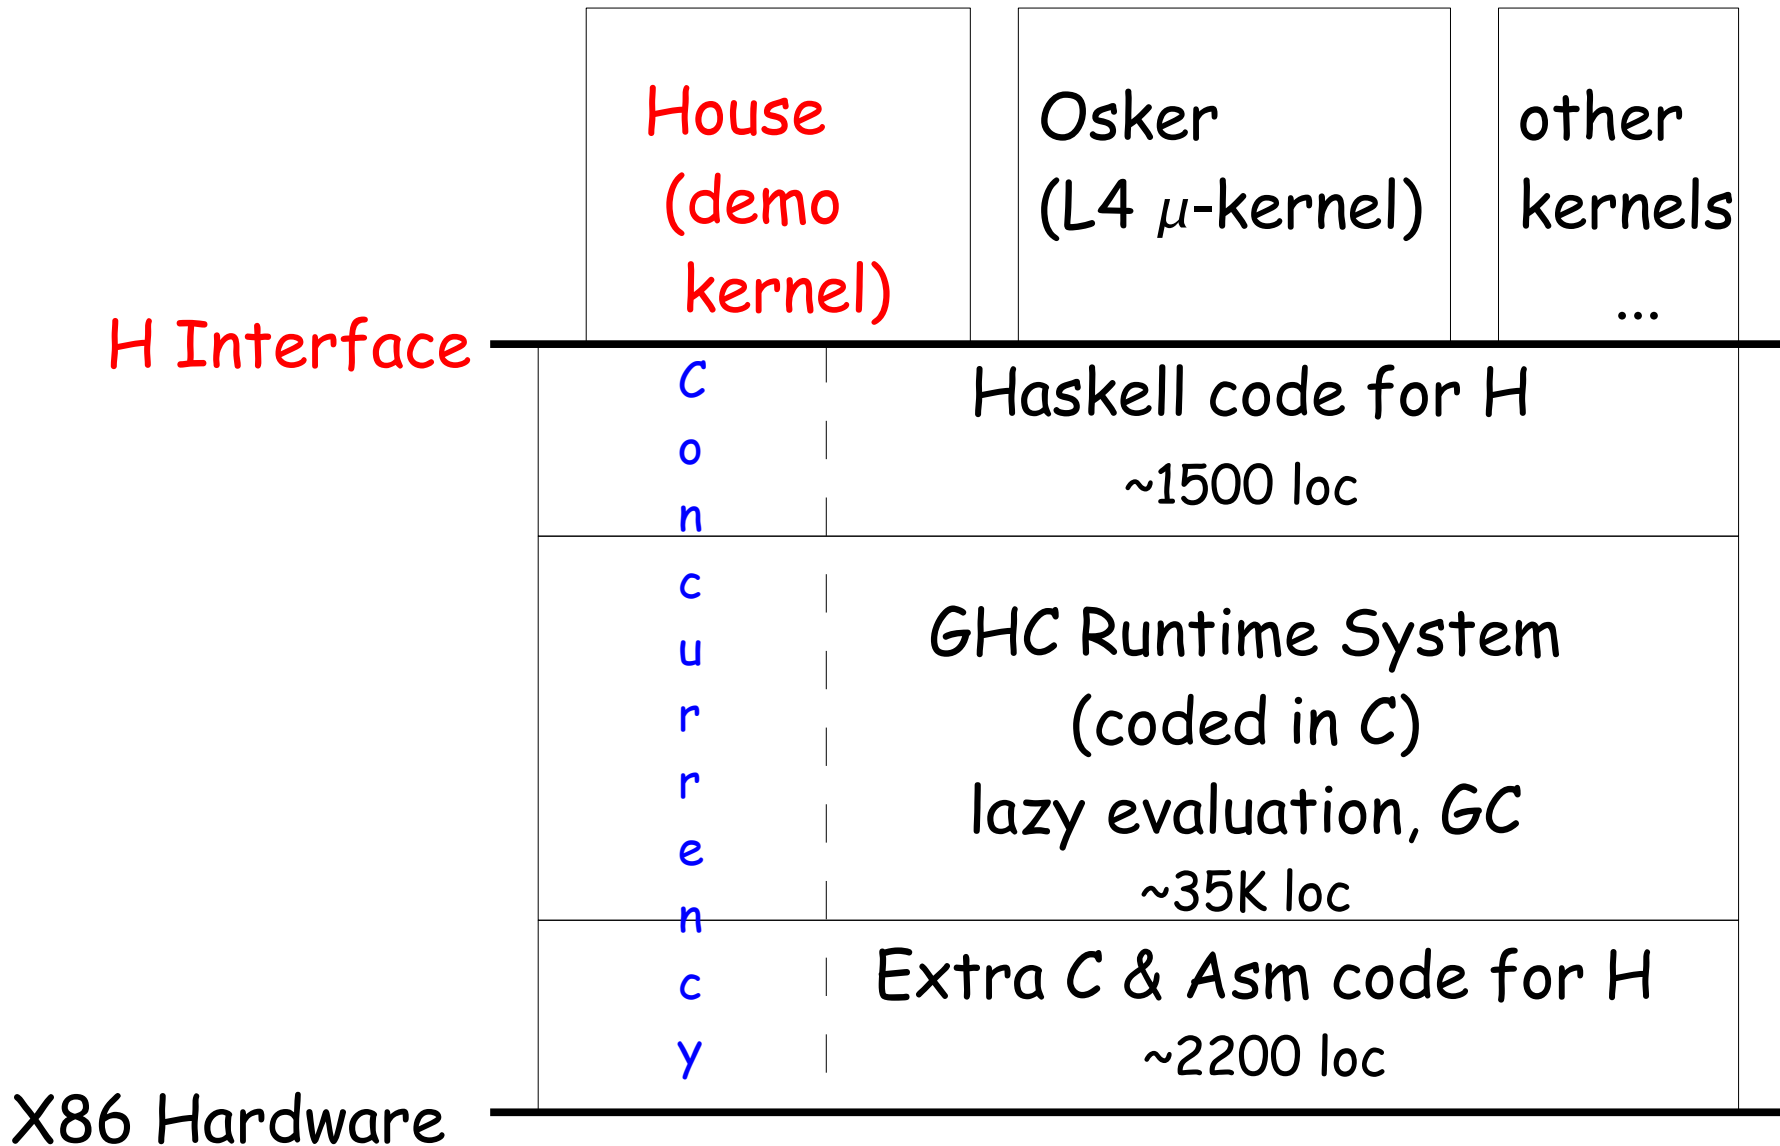 House
(demo
kernel)
Osker
(L4 μ-kernel)
other
kernels
...
H Interface
Concurrency
Haskell code for H
~1500 loc
GHC Runtime System
(coded in C)
lazy evaluation, GC
~35K loc
Extra C & Asm code for H
~2200 loc
X86 Hardware